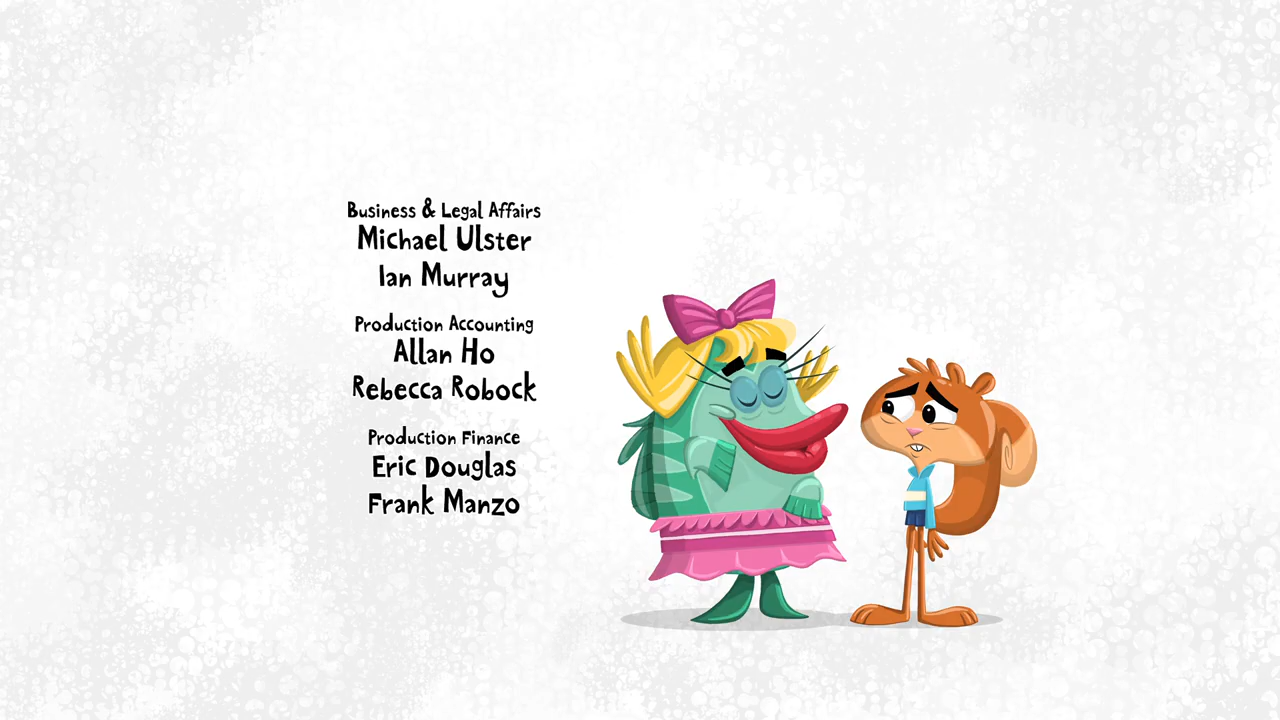 Business & Legal Affairs
Michael Ulster
Ian Murray
Production Accounting
Allan Ho
Rebecca Robock
Production Finance
Eric Douglas
Frank Manzo